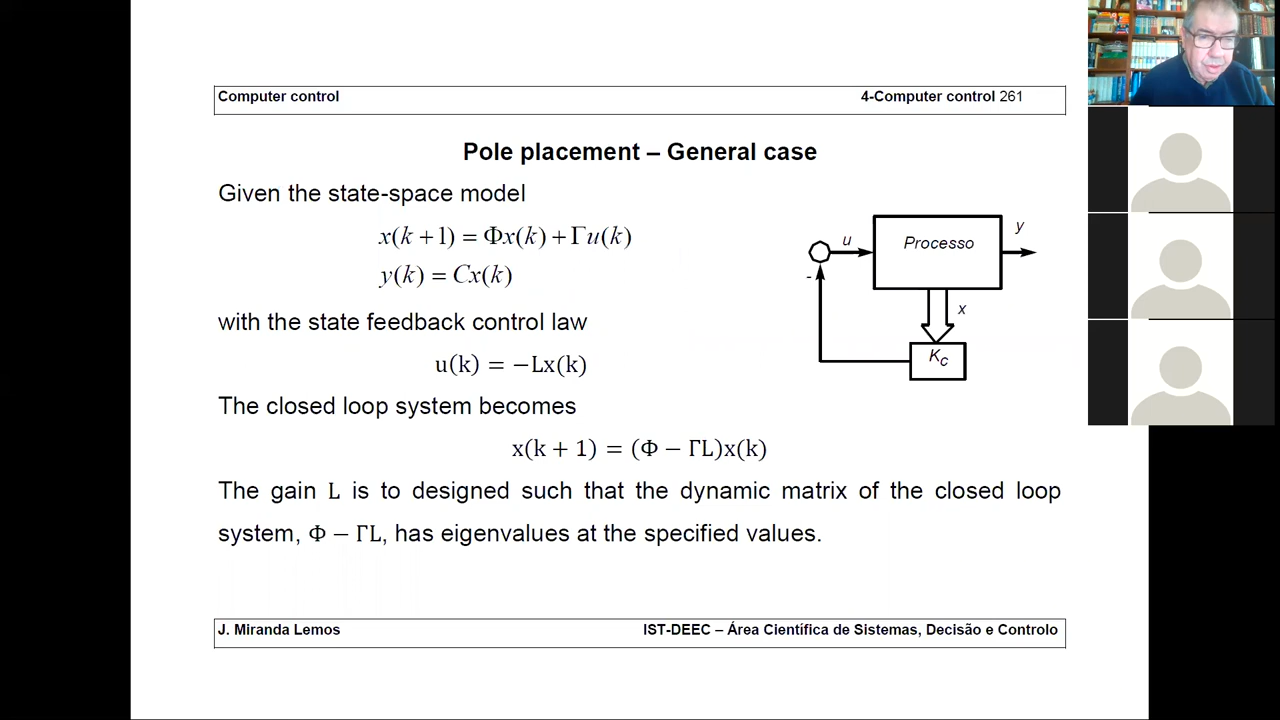 Computer control 4-Computer control 261
Pole placement – General case
Given the state-space model
x(k+1) = Φx(k) + Γu(k)
y(k) = Cx(k)
with the state feedback control law
u(k) = −Lx(k)
The closed loop system becomes
x(k + 1) = (Φ − ΓL)x(k)
The gain L is to designed such that the dynamic matrix of the closed loop
system, Φ − ΓL, has eigenvalues at the specified values.
u
Processo
y
-
x
Kc
J. Miranda Lemos IST-DEEC – Área Científica de Sistemas, Decisão e Controlo